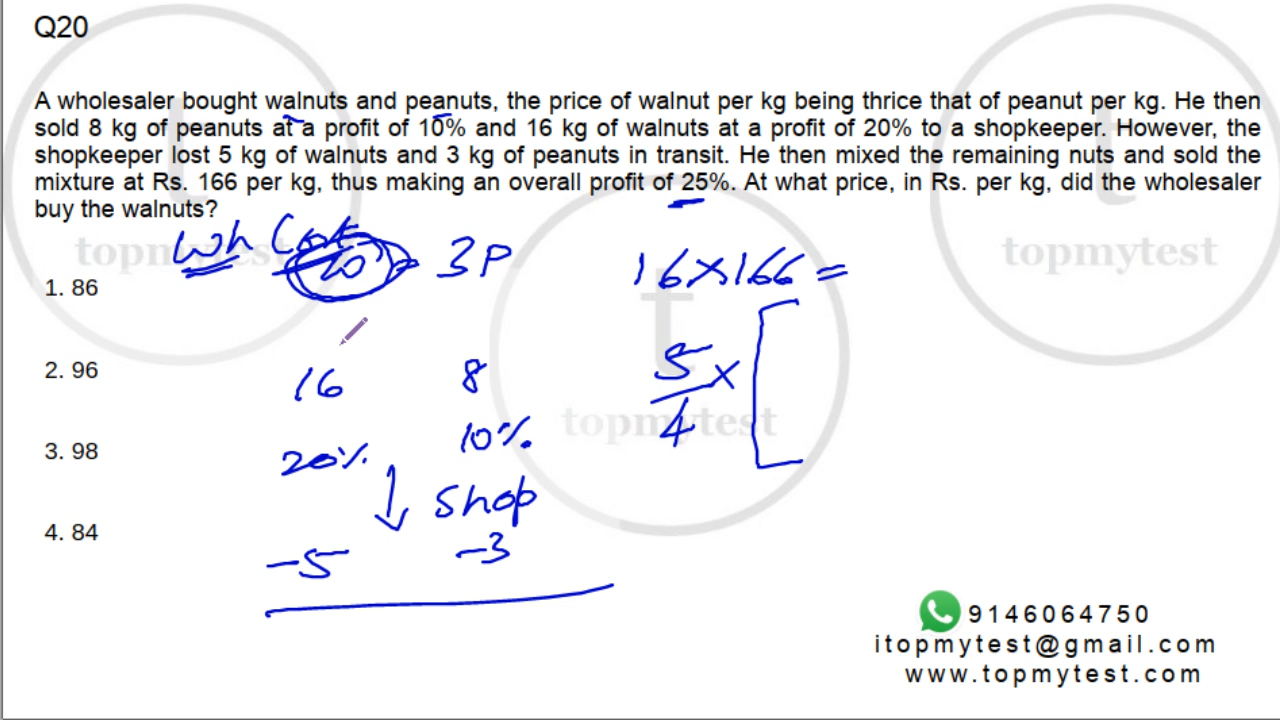 Q20
A wholesaler bought walnuts and peanuts, the price of walnut per kg being thrice that of peanut per kg. He then
sold 8 kg of peanuts at a profit of 10% and 16 kg of walnuts at a profit of 20% to a shopkeeper. However, the
shopkeeper lost 5 kg of walnuts and 3 kg of peanuts in transit. He then mixed the remaining nuts and sold the
mixture at Rs. 166 per kg, thus making an overall profit of 25%. At what price, in Rs. per kg, did the wholesaler
buy the walnuts?
topmytest
topmytest
topmytest
Wh Cost
= 3P
16×166 =
1. 86
2. 96
16 8
5/4 × [
20% 10%
3. 98
Shop
4. 84
-5 -3
9146064750
itopmytest@gmail.com
www.topmytest.com